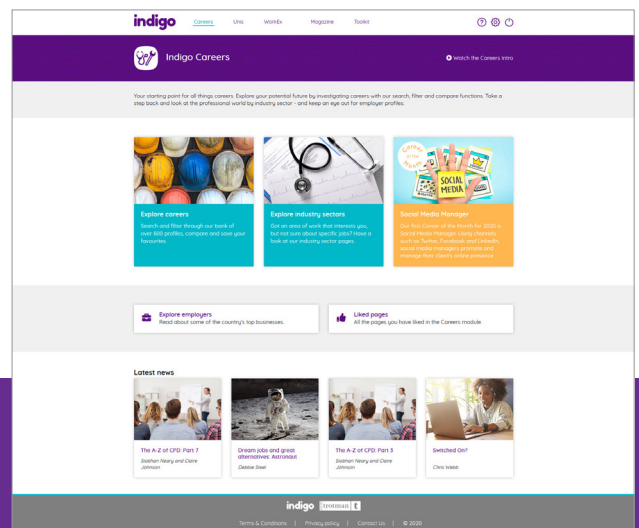 indigo
Careers
Unis
WorkEx
Magazine
Toolkit
Indigo Careers
Watch the Careers Intro
Your starting point for all things careers. Explore your potential future by investigating careers with our search, filter and compare functions. Take a
step back and look at the professional world by industry sector - and keep an eye out for employer profiles.
Explore careers
Search and filter through our bank of
over 600 profiles, compare and save your
favourites
Explore industry sectors
Got an area of work that interests you,
but not sure about specific jobs? Have a
look at our industry sector pages.
Career
of the
Month
SOCIAL
MEDIA
Social Media Manager
Our first Career of the Month for 2020 is
Social Media Manager. Using channels
such as Twitter, Facebook and LinkedIn,
social media managers promote and
manage their client's online presence
Explore employers
Read about some of the country's top businesses.
Liked pages
All the pages you have liked in the Careers module
Latest news
The A-Z of CPD: Part 7
Siobhan Neary and Claire
Johnson
Dream jobs and great
alternatives: Astronaut
Debbie Steel
The A-Z of CPD: Part 3
Siobhan Neary and Claire
Johnson
Switched On?
Chris Webb
indigo trotman t
Terms & Conditions | Privacy policy | Contact Us | © 2020